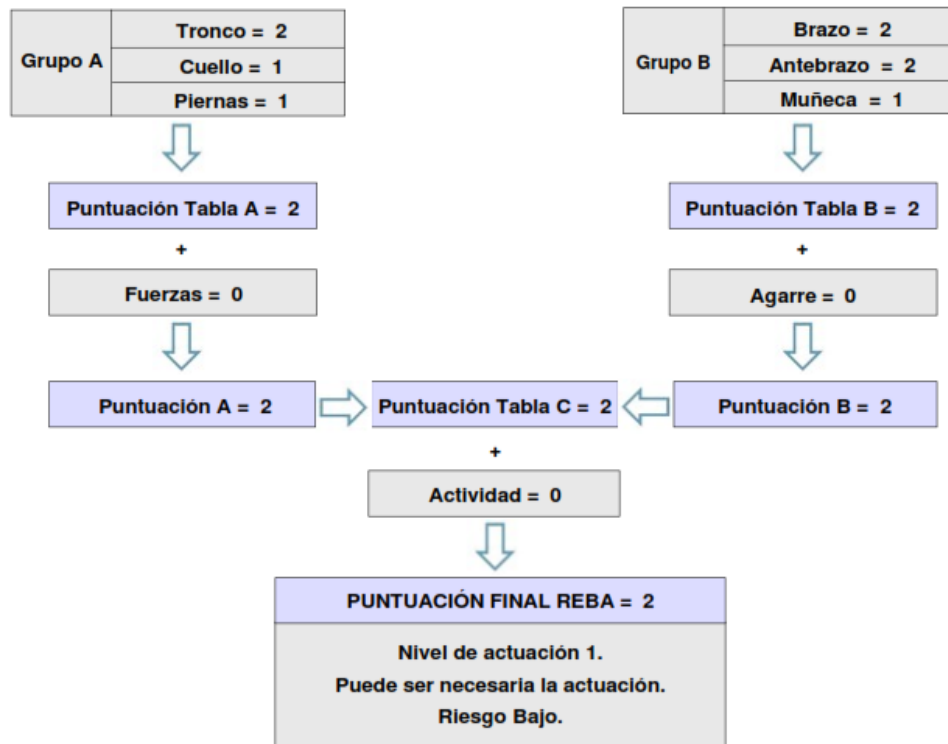 Grupo A
Tronco = 2
Cuello = 1
Piernas = 1
Grupo B
Brazo = 2
Antebrazo = 2
Muñeca = 1
Puntuación Tabla A = 2
+
Fuerzas = 0
Puntuación Tabla B = 2
+
Agarre = 0
Puntuación A = 2
Puntuación Tabla C = 2
Puntuación B = 2
+
Actividad = 0
PUNTUACIÓN FINAL REBA = 2
Nivel de actuación 1.
Puede ser necesaria la actuación.
Riesgo Bajo.